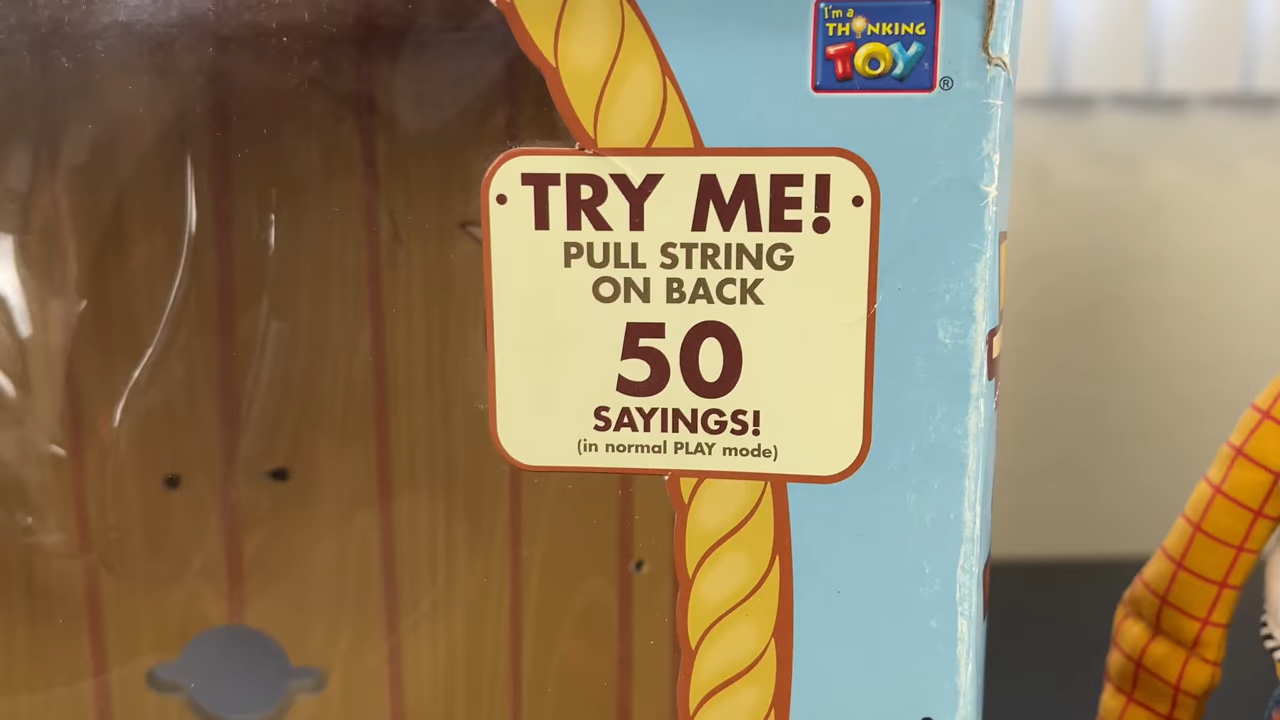 I'm a
THINKING
TOY
®
TRY ME!
PULL STRING
ON BACK
50
SAYINGS!
(in normal PLAY mode)